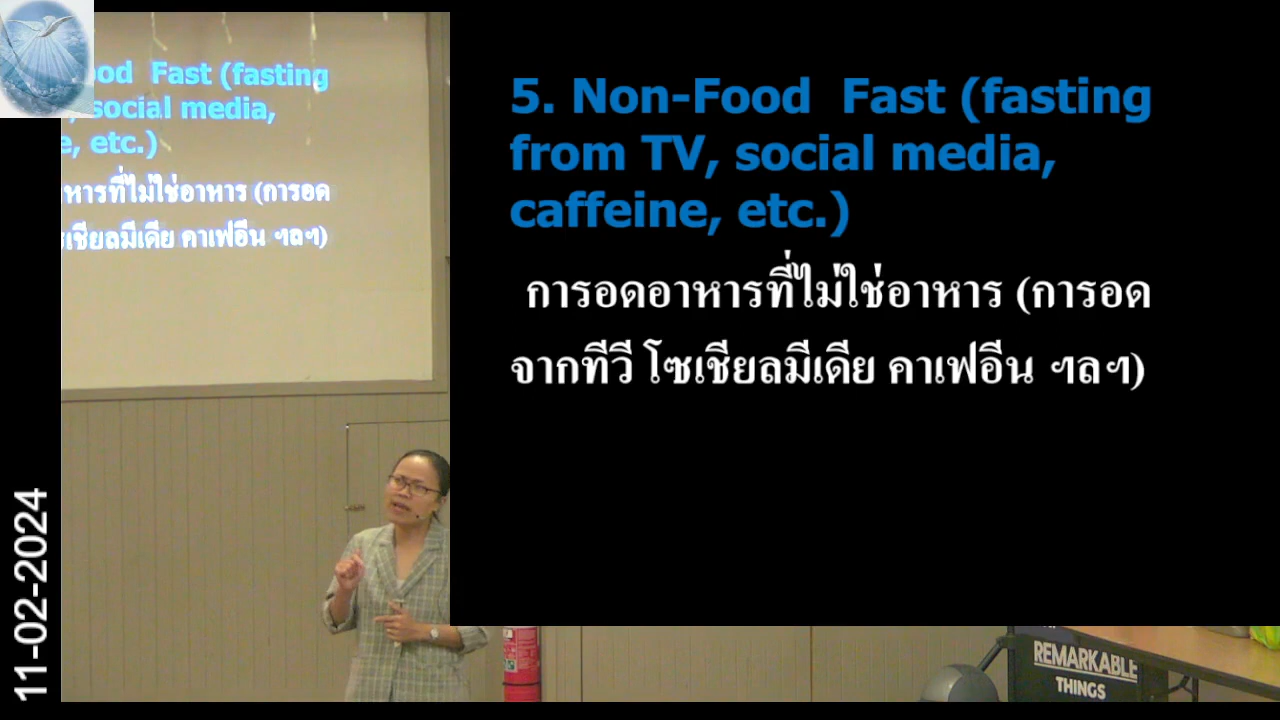 ood Fast (fasting
social media,
e, etc.)
หารที่ไม่ใช่อาหาร (การอด
เชียลมีเดีย คาเฟอีน ฯลฯ)
5. Non-Food Fast (fasting
from TV, social media,
caffeine, etc.)
การอดอาหารที่ไม่ใช่อาหาร (การอด
จากทีวี โซเชียลมีเดีย คาเฟอีน ฯลฯ)
11-02-2024
REMARKABLE
THINGS